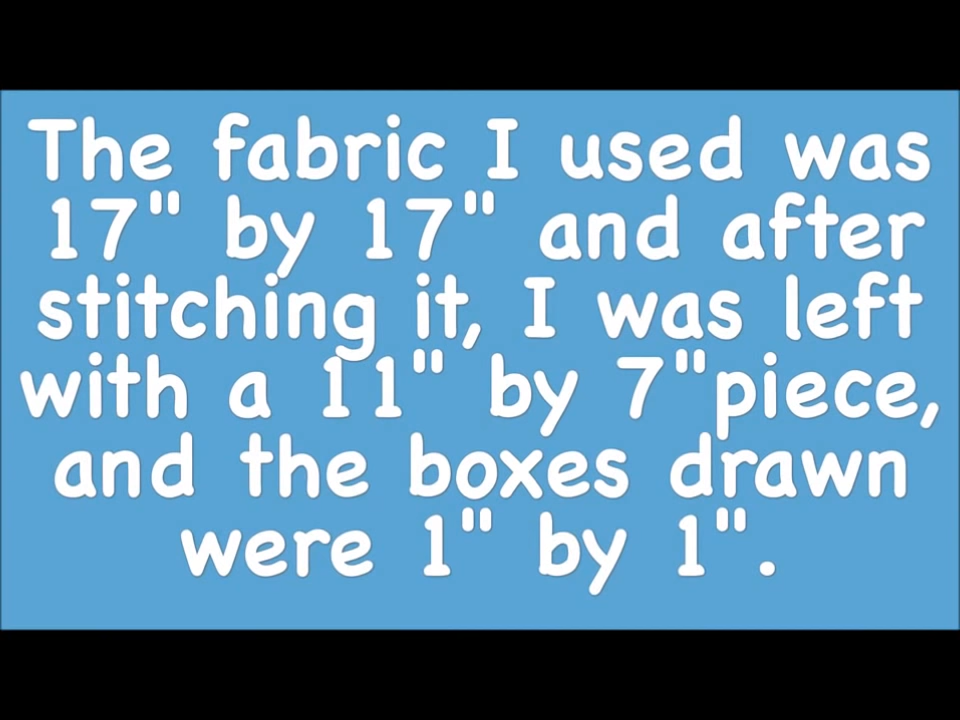 The fabric I used was
17" by 17" and after
stitching it, I was left
with a 11" by 7"piece,
and the boxes drawn
were 1" by 1".